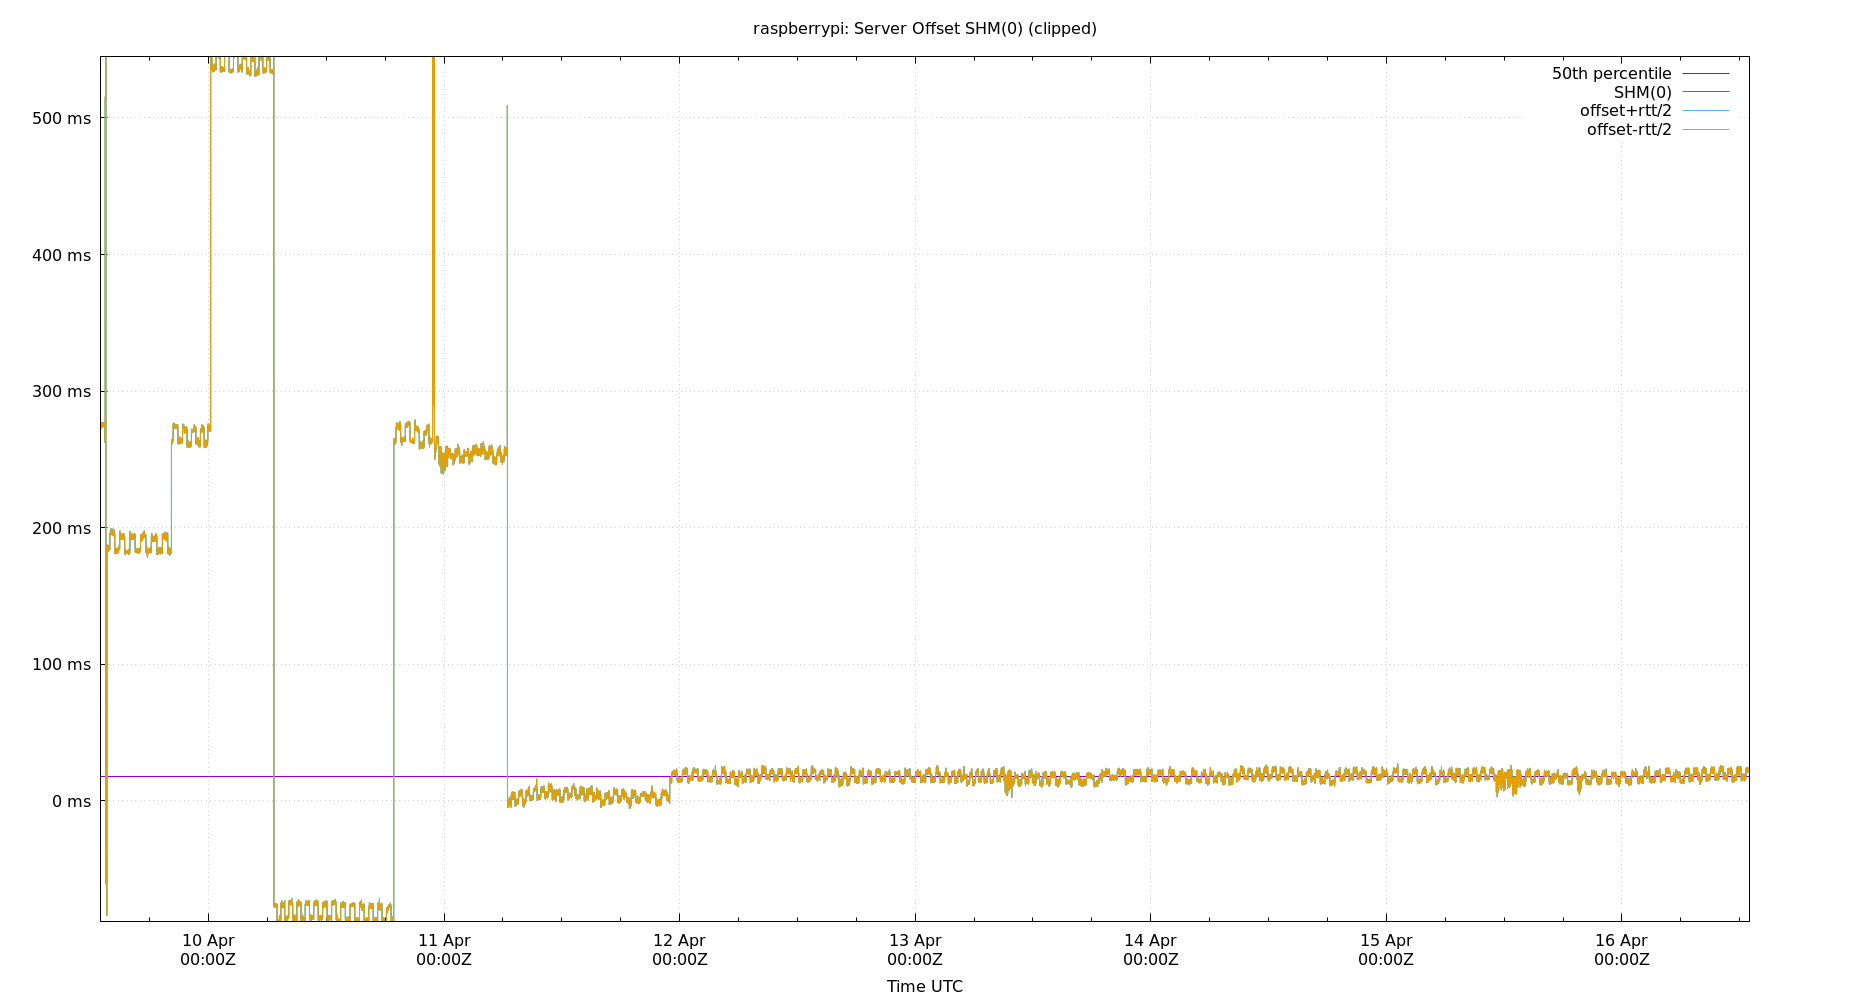 raspberrypi: Server Offset SHM(0) (clipped)
50th percentile
SHM(0)
offset+rtt/2
offset-rtt/2
500 ms
400 ms
300 ms
200 ms
100 ms
0 ms
10 Apr 11 Apr 12 Apr 13 Apr 14 Apr 15 Apr 16 Apr
00:00Z 00:00Z 00:00Z 00:00Z 00:00Z 00:00Z 00:00Z
Time UTC